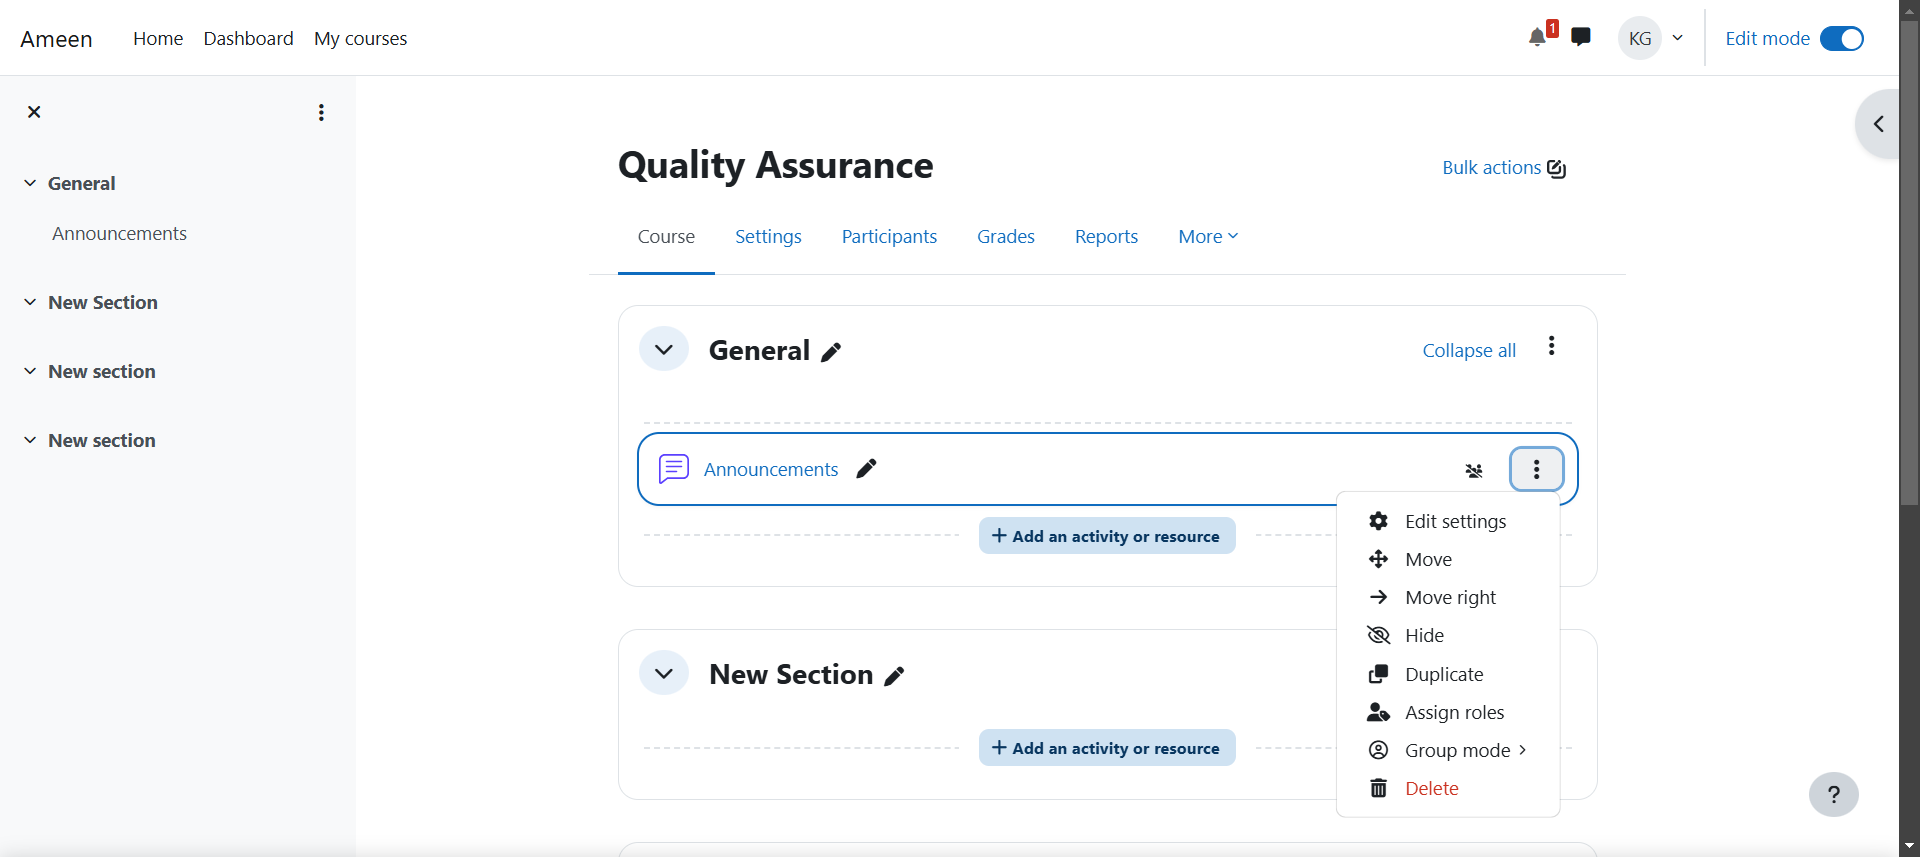 Ameen
Home
Dashboard
My courses
1
KG
Edit mode
General
Announcements
New Section
New section
New section
Quality Assurance
Bulk actions
Course
Settings
Participants
Grades
Reports
More
General
Collapse all
Announcements
Add an activity or resource
Edit settings
Move
Move right
Hide
Duplicate
Assign roles
Group mode
Delete
New Section
Add an activity or resource
?